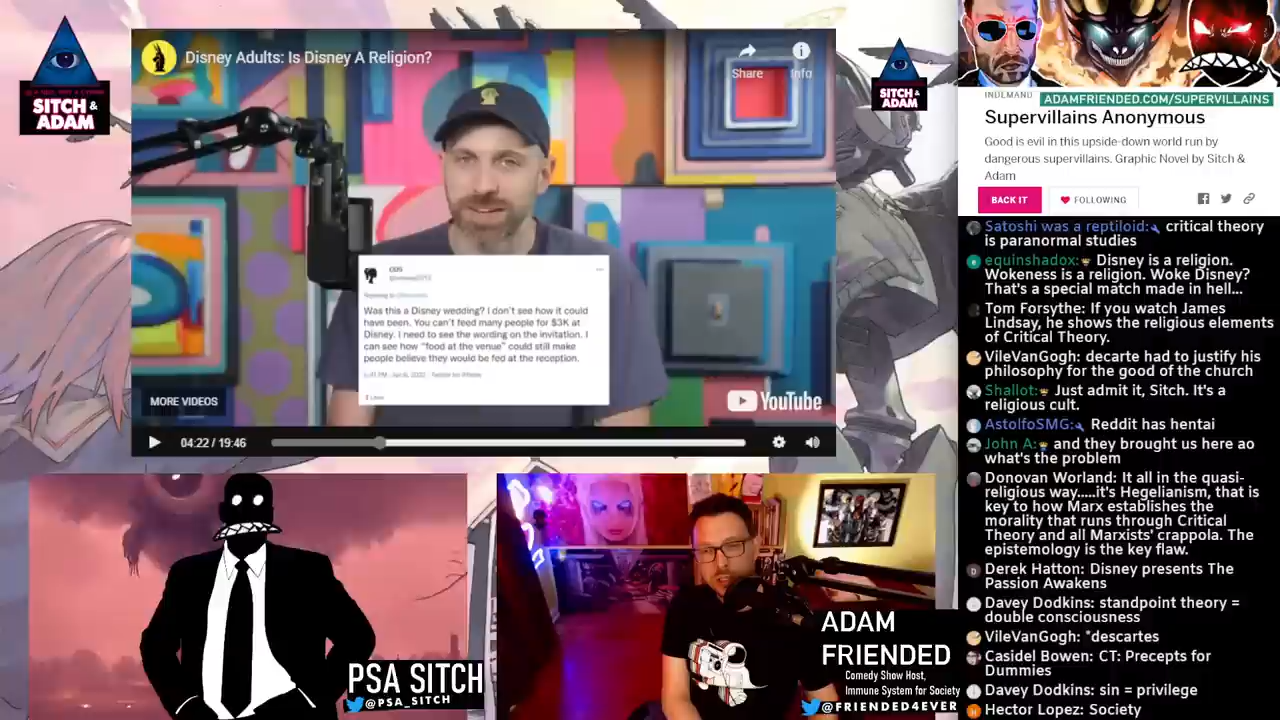 SITCH &
ADAM
Disney Adults: Is Disney A Religion?
Share
Info
SITCH &
ADAM
Was this a Disney wedding? I don't see how it could
have been. You can't feed many people for $3K at
Disney. I need to see the wording on the invitation. I
can see how "food at the venue" could still make
people believe they would be fed at the reception.
MORE VIDEOS
YouTube
04:22 / 19:46
INDEMAND
ADAMFRIENDED.COM/SUPERVILLAINS
Supervillains Anonymous
Good is evil in this upside-down world run by
dangerous supervillains. Graphic Novel by Sitch &
Adam
BACK IT
FOLLOWING
Satoshi was a reptiloid: critical theory
is paranormal studies
equinshadox: Disney is a religion.
Wokeness is a religion. Woke Disney?
That's a special match made in hell...
Tom Forsythe: If you watch James
Lindsay, he shows the religious elements
of Critical Theory.
VileVanGogh: decarte had to justify his
philosophy for the good of the church
Shallot: Just admit it, Sitch. It's a
religious cult.
AstolfoSMG: Reddit has hentai
John A: and they brought us here ao
what's the problem
Donovan Worland: It all in the quasi-
religious way.....it's Hegelianism, that is
key to how Marx establishes the
morality that runs through Critical
Theory and all Marxists' crappola. The
epistemology is the key flaw.
Derek Hatton: Disney presents The
Passion Awakens
Davey Dodkins: standpoint theory =
double consciousness
VileVanGogh: *descartes
Casidel Bowen: CT: Precepts for
Dummies
Davey Dodkins: sin = privilege
Hector Lopez: Society
PSA SITCH
@PSA_SITCH
ADAM
FRIENDED
Comedy Show Host,
Immune System for Society
@FRIENDED4EVER